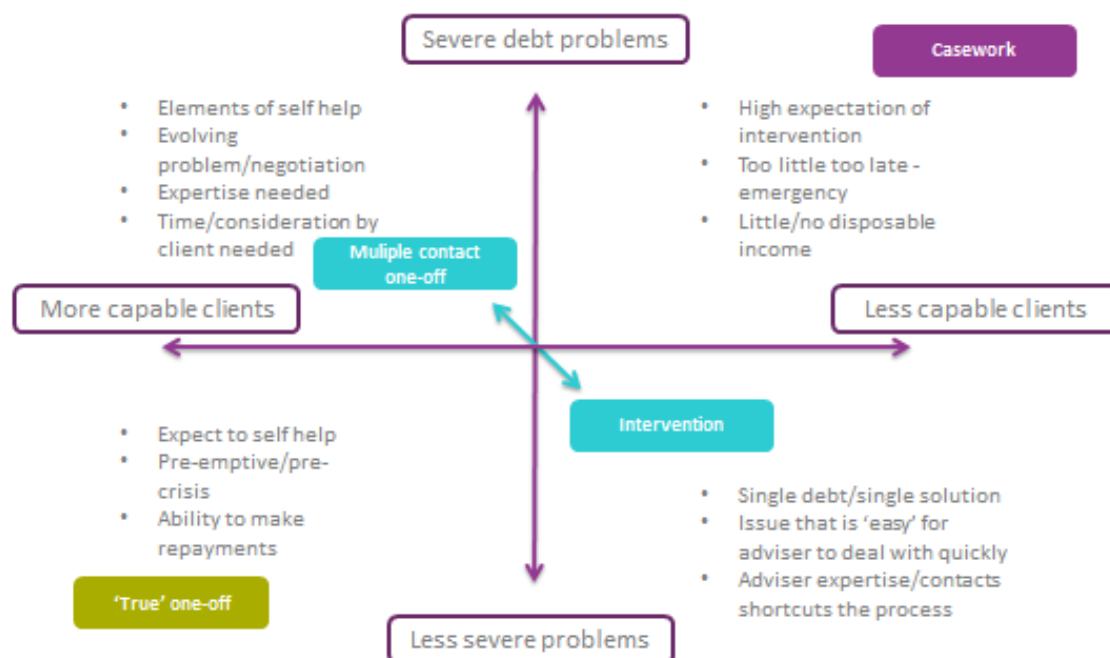 Severe debt problems
Casework
• Elements of self help
• Evolving
problem/negotiation
• Expertise needed
• Time/consideration by
client needed
• High expectation of
intervention
• Too little too late -
emergency
• Little/no disposable
income
Muliple contact
one-off
More capable clients
Less capable clients
Intervention
• Expect to self help
• Pre-emptive/pre-
crisis
• Ability to make
repayments
• Single debt/single solution
• Issue that is ‘easy’ for
adviser to deal with quickly
• Adviser expertise/contacts
shortcuts the process
‘True’ one-off
Less severe problems